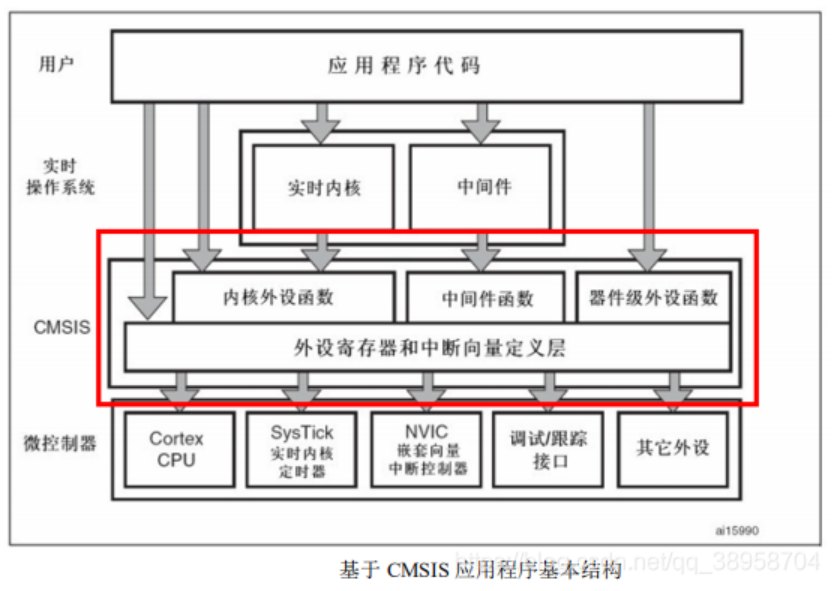 用户
应用程序代码
实时
操作系统
实时内核
中间件
CMSIS
内核外设函数
中间件函数
器件级外设函数
外设寄存器和中断向量定义层
微控制器
Cortex
CPU
SysTick
实时内核
定时器
NVIC
嵌套向量
中断控制器
调试/跟踪
接口
其它外设
ai15990
基于 CMSIS 应用程序基本结构
https://blog.csdn.net/qq_38958704